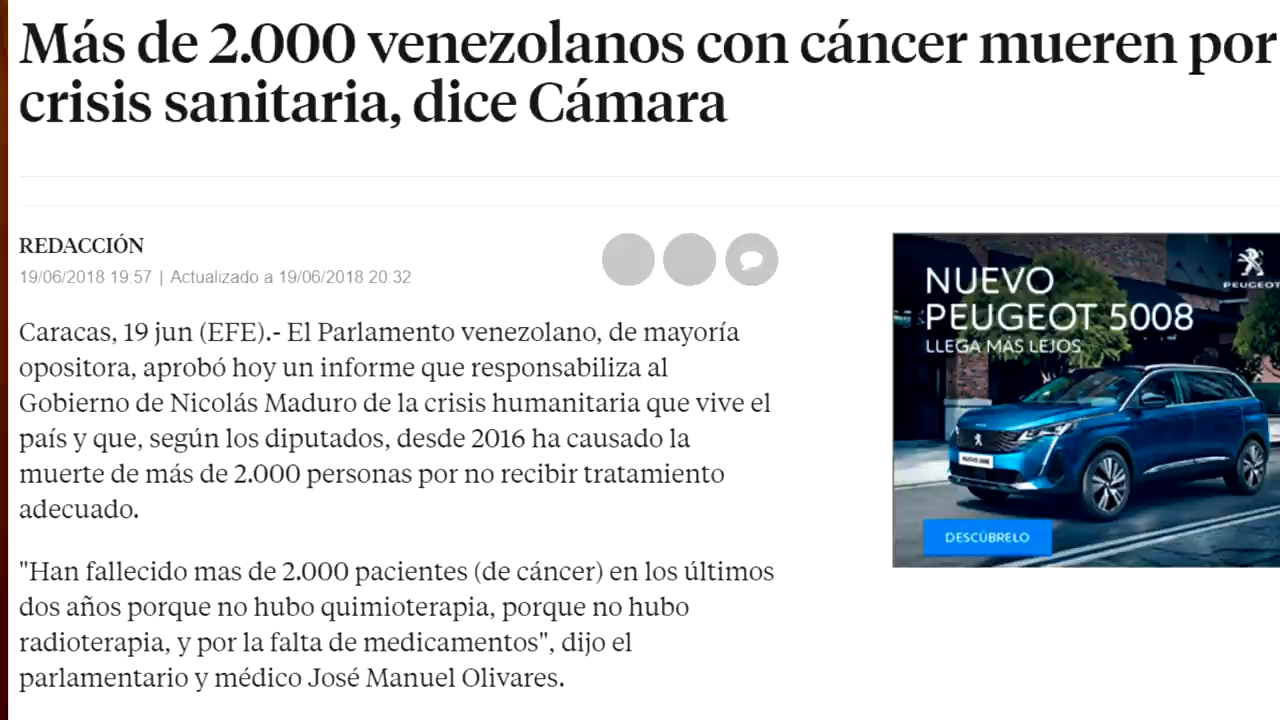 Más de 2.000 venezolanos con cáncer mueren por
crisis sanitaria, dice Cámara
REDACCIÓN
19/06/2018 19:57 | Actualizado a 19/06/2018 20:32
Caracas, 19 jun (EFE).- El Parlamento venezolano, de mayoría
opositora, aprobó hoy un informe que responsabiliza al
Gobierno de Nicolás Maduro de la crisis humanitaria que vive el
país y que, según los diputados, desde 2016 ha causado la
muerte de más de 2.000 personas por no recibir tratamiento
adecuado.
"Han fallecido mas de 2.000 pacientes (de cáncer) en los últimos
dos años porque no hubo quimioterapia, porque no hubo
radioterapia, y por la falta de medicamentos", dijo el
parlamentario y médico José Manuel Olivares.
NUEVO
PEUGEOT 5008
LLEGA MÁS LEJOS
PEUGEOT
DESCÚBRELO